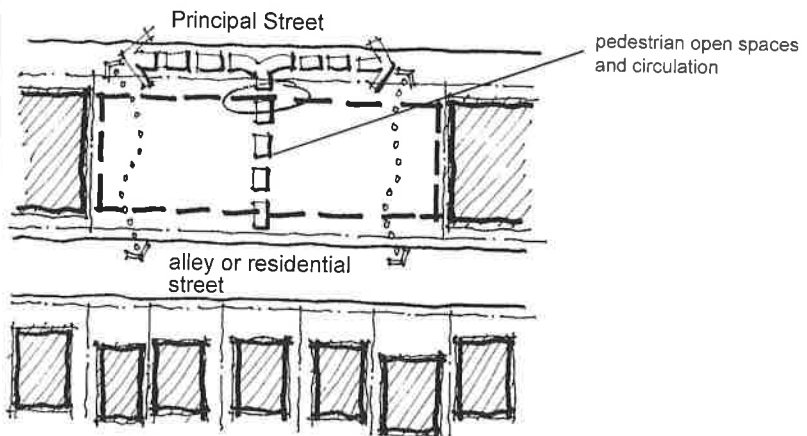 Principal Street
pedestrian open spaces
and circulation
alley or residential
street